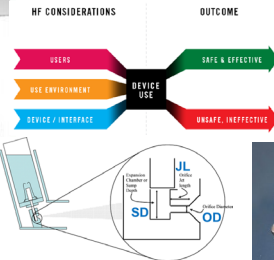 HF CONSIDERATIONS
OUTCOME
USERS
USE ENVIRONMENT
DEVICE / INTERFACE
DEVICE
USE
SAFE & EFFECTIVE
UNSAFE, INEFFECTIVE
Expansion
Chamber or
Sump
Depth
SD
JL
Orifice
Jet
length
Orifice Diameter
OD